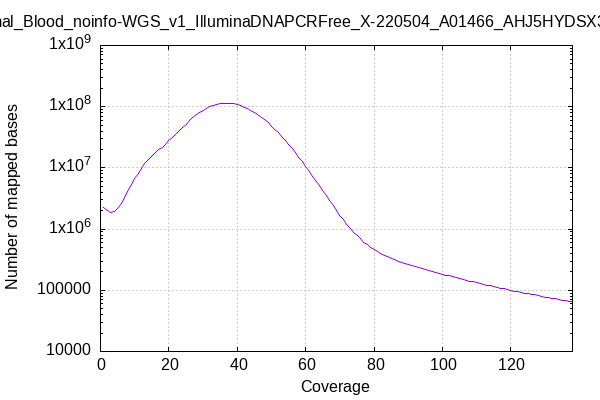 nal_Blood_noinfo-WGS_v1_IlluminaDNAPCRFree_X-220504_A01466_AHJ5HYDSX3
1x10⁹
1x10⁸
1x10⁷
1x10⁶
100000
10000
Number of mapped bases
0 20 40 60 80 100 120
Coverage